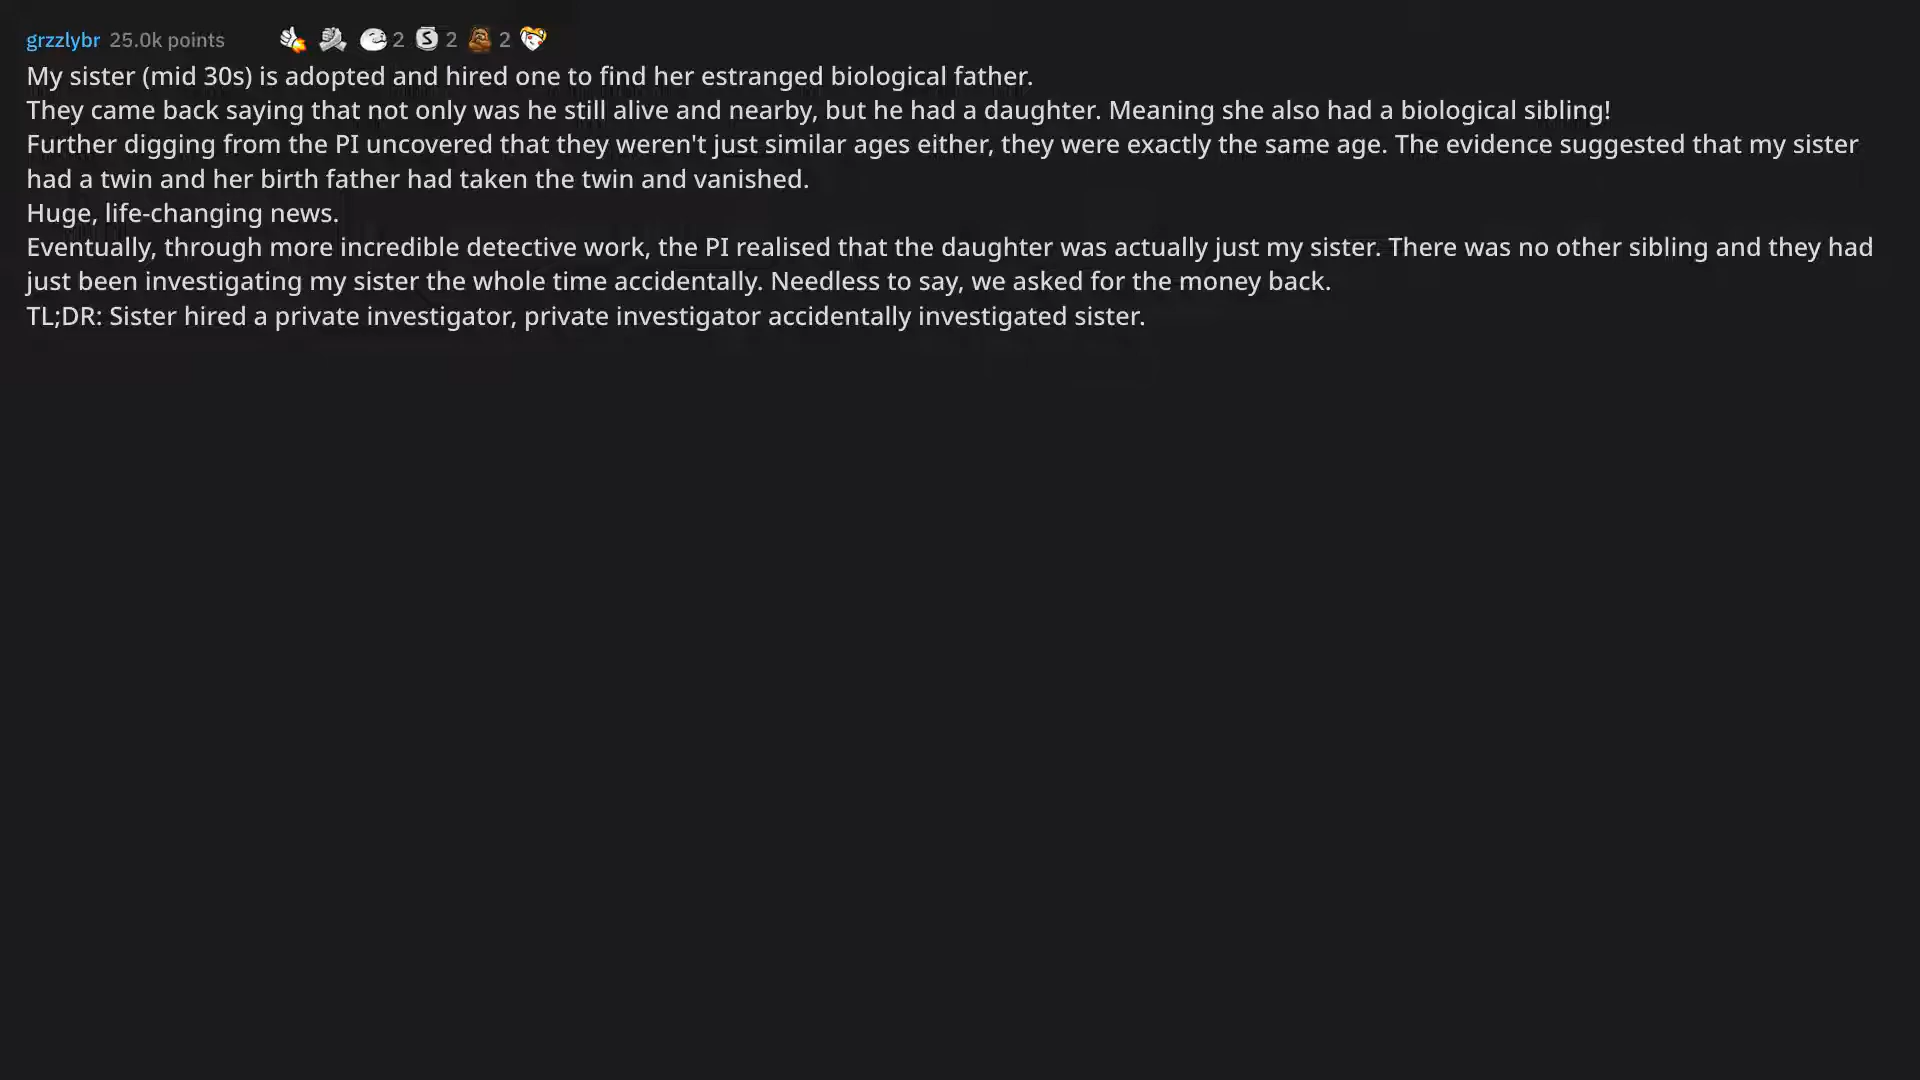 grzzlybr 25.0k points 2 2 2
My sister (mid 30s) is adopted and hired one to find her estranged biological father.
They came back saying that not only was he still alive and nearby, but he had a daughter. Meaning she also had a biological sibling!
Further digging from the PI uncovered that they weren't just similar ages either, they were exactly the same age. The evidence suggested that my sister
had a twin and her birth father had taken the twin and vanished.
Huge, life-changing news.
Eventually, through more incredible detective work, the PI realised that the daughter was actually just my sister. There was no other sibling and they had
just been investigating my sister the whole time accidentally. Needless to say, we asked for the money back.
TL;DR: Sister hired a private investigator, private investigator accidentally investigated sister.